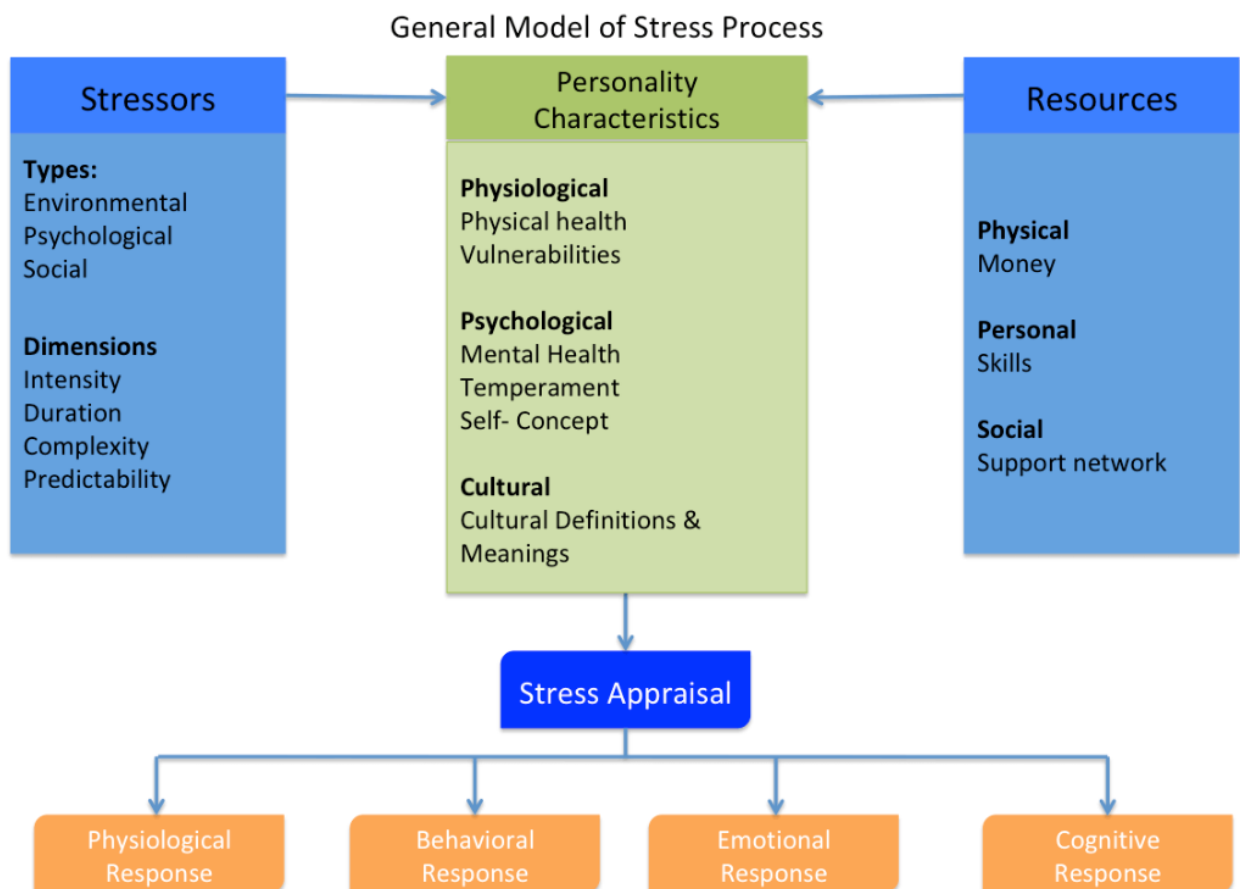 General Model of Stress Process
Stressors
Types:
Environmental
Psychological
Social
Dimensions
Intensity
Duration
Complexity
Predictability
Personality
Characteristics
Physiological
Physical health
Vulnerabilities
Psychological
Mental Health
Temperament
Self- Concept
Cultural
Cultural Definitions &
Meanings
Resources
Physical
Money
Personal
Skills
Social
Support network
Stress Appraisal
Physiological
Response
Behavioral
Response
Emotional
Response
Cognitive
Response